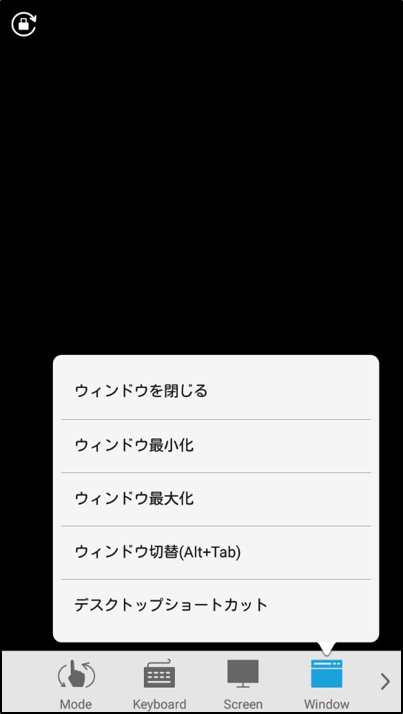 ウィンドウを閉じる
ウィンドウ最小化
ウィンドウ最大化
ウィンドウ切替(Alt+Tab)
デスクトップショートカット
Mode Keyboard Screen Window